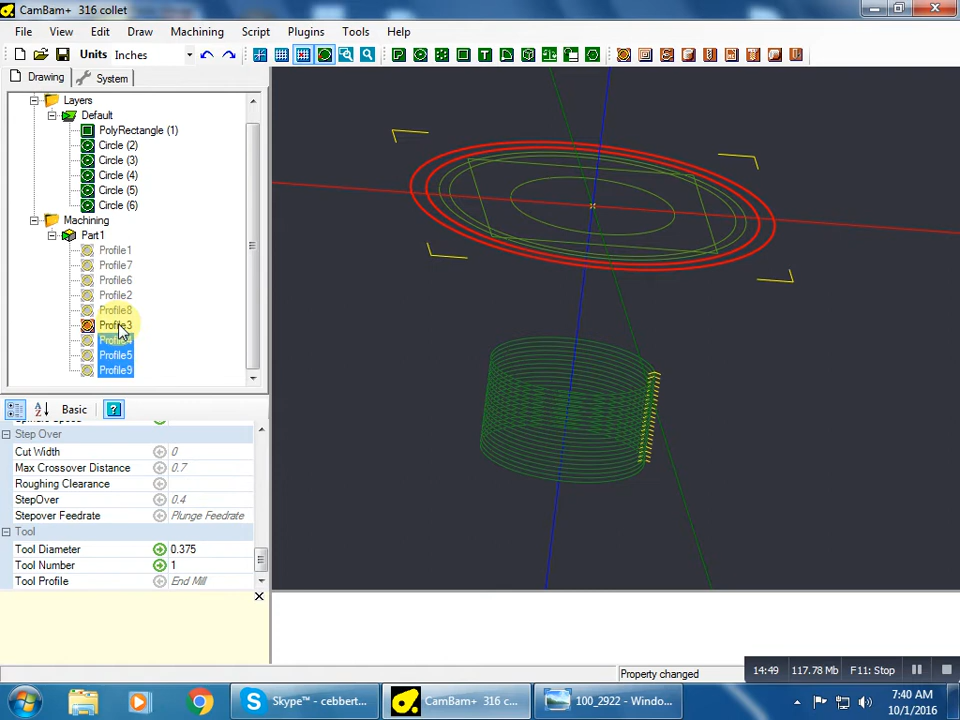 CamBam+ 316 collet
File View Edit Draw Machining Script Plugins Tools Help
Units Inches
Drawing System
Layers
Default
PolyRectangle (1)
Circle (2)
Circle (3)
Circle (4)
Circle (5)
Circle (6)
Machining
Part1
Profile1
Profile7
Profile6
Profile2
Profile8
Profile3
Profile4
Profile5
Profile9
Basic
Step Over
Cut Width 0
Max Crossover Distance 0.7
Roughing Clearance
StepOver 0.4
Stepover Feedrate Plunge Feedrate
Tool
Tool Diameter 0.375
Tool Number 1
Tool Profile End Mill
Property changed
14:49 117.78 Mb F11: Stop
Skype™ - cebbert... CamBam+ 316 c... 100_2922 - Windo...
7:40 AM
10/1/2016